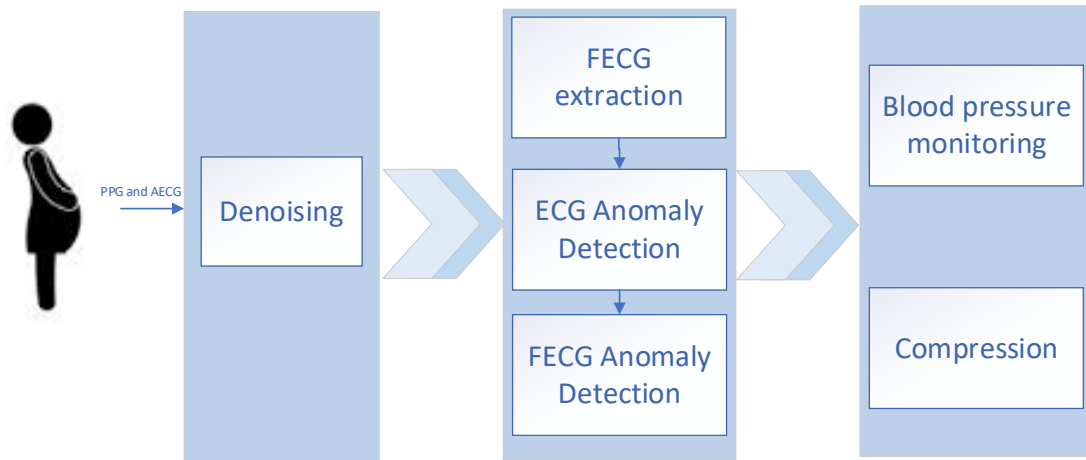 PPG and AECG
Denoising
FECG
extraction
ECG Anomaly
Detection
FECG Anomaly
Detection
Blood pressure
monitoring
Compression